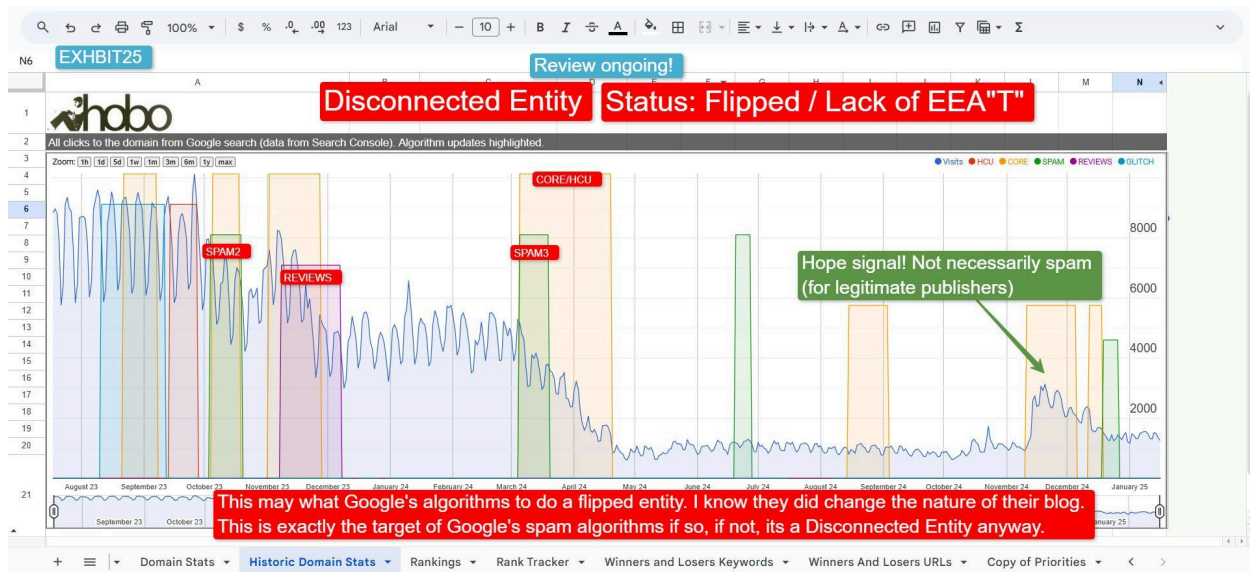 100%
$ % .0 .00 123 Arial − 10 + B I A Σ
N6
EXHBIT25
Review ongoing!
A B C D E F G H I J K L M N
Disconnected Entity
Status: Flipped / Lack of EEA"T"
1
hobo
2
All clicks to the domain from Google search (data from Search Console). Algorithm updates highlighted.
3
Zoom: 1h 1d 5d 1w 1m 3m 6m 1y max
Visits HCU CORE SPAM REVIEWS GLITCH
4
5
6
7
8
9
10
11
12
13
14
15
16
17
18
19
20
21
CORE/HCU
SPAM2
SPAM3
REVIEWS
Hope signal! Not necessarily spam
(for legitimate publishers)
8000
6000
4000
2000
August 23 September 23 October 23 November 23 December 23 January 24 February 24 March 24 April 24 May 24 June 24 July 24 August 24 September 24 October 24 November 24 December 24 January 25
This may what Google's algorithms to do a flipped entity. I know they did change the nature of their blog.
This is exactly the target of Google's spam algorithms if so, if not, its a Disconnected Entity anyway.
September 23 October 23
+ Domain Stats Historic Domain Stats Rankings Rank Tracker Winners and Losers Keywords Winners And Losers URLs Copy of Priorities < >